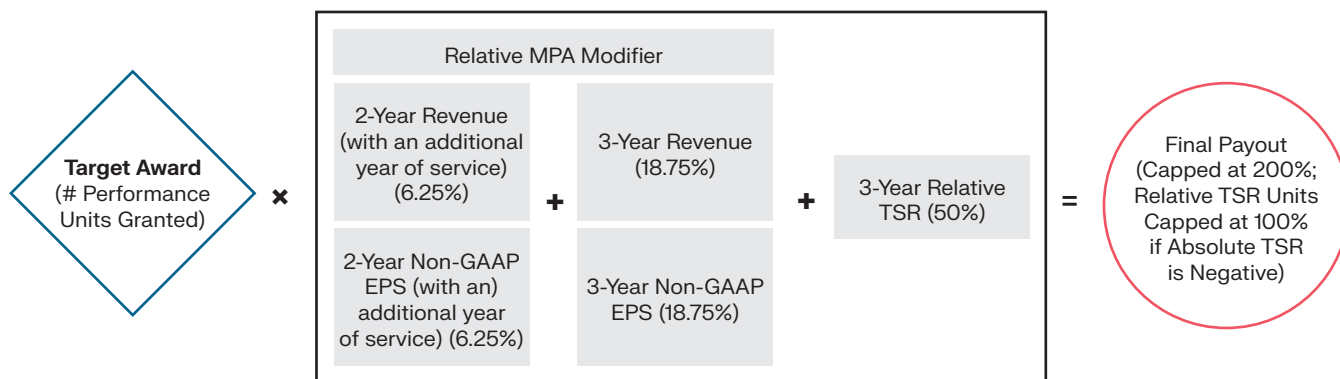 Target Award
(# Performance
Units Granted)
×
Relative MPA Modifier
2-Year Revenue
(with an additional
year of service)
(6.25%)
2-Year Non-GAAP
EPS (with an)
additional year
of service) (6.25%)
+
3-Year Revenue
(18.75%)
3-Year Non-GAAP
EPS (18.75%)
+
3-Year Relative
TSR (50%)
=
Final Payout
(Capped at 200%;
Relative TSR Units
Capped at 100%
if Absolute TSR
is Negative)